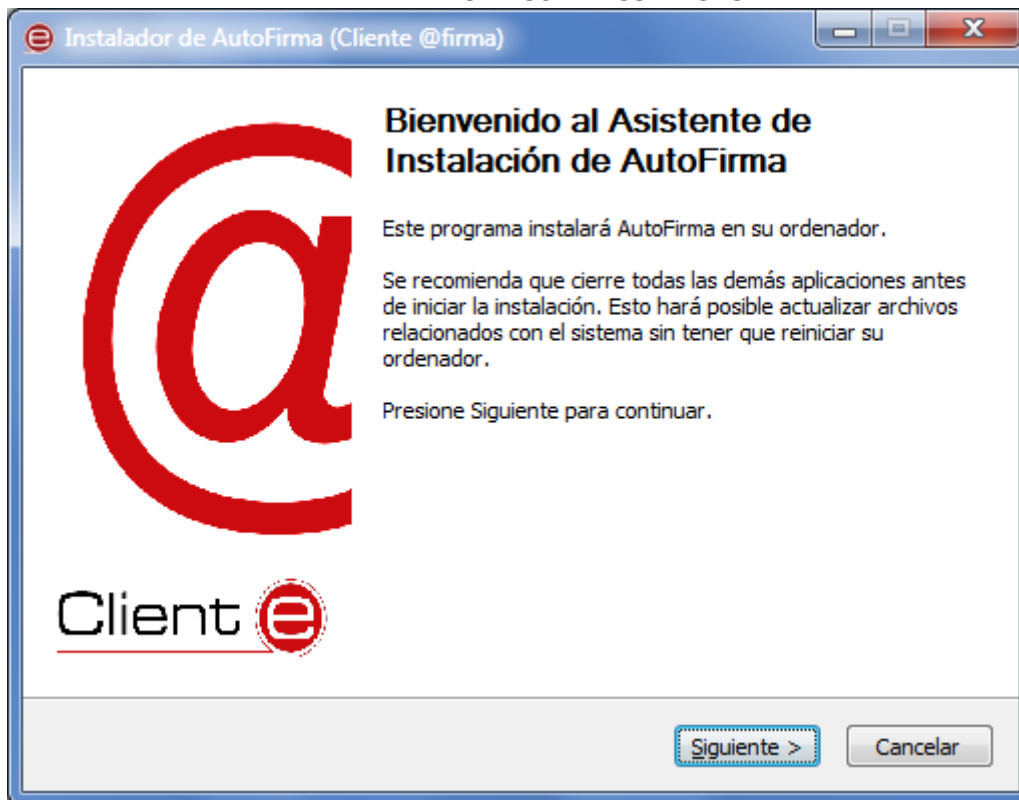 Instalador de AutoFirma (Cliente @firma)
Bienvenido al Asistente de
Instalación de AutoFirma
Este programa instalará AutoFirma en su ordenador.
Se recomienda que cierre todas las demás aplicaciones antes
de iniciar la instalación. Esto hará posible actualizar archivos
relacionados con el sistema sin tener que reiniciar su
ordenador.
Presione Siguiente para continuar.
@
Client e
Siguiente >
Cancelar